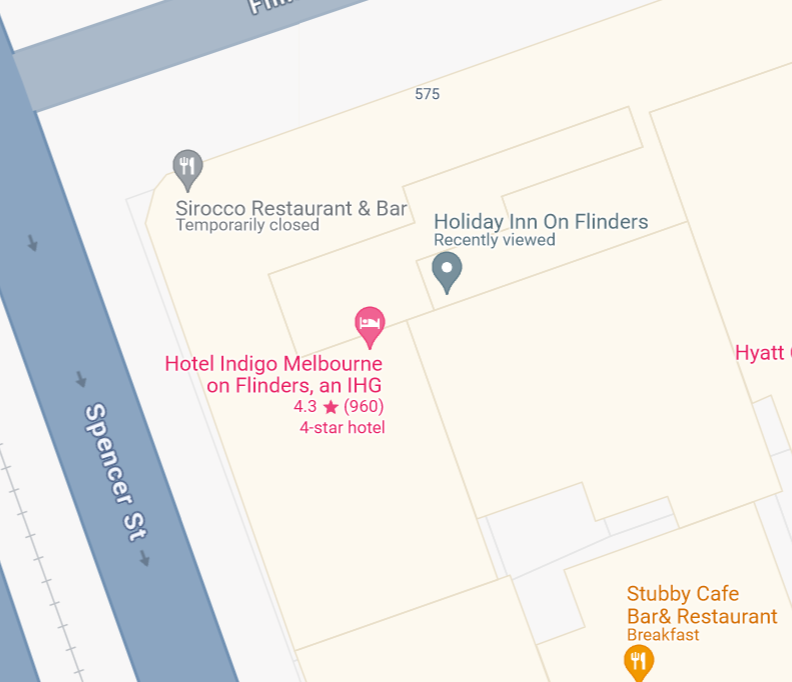 575
Sirocco Restaurant & Bar
Temporarily closed
Holiday Inn On Flinders
Recently viewed
Hotel Indigo Melbourne
on Flinders, an IHG
4.3 ★ (960)
4-star hotel
Hyatt
Spencer St
Stubby Cafe
Bar& Restaurant
Breakfast